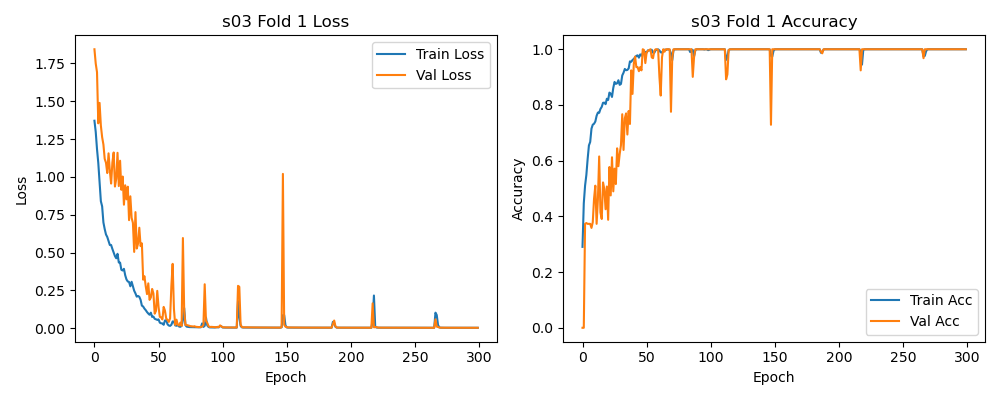 s03 Fold 1 Loss
Train Loss
Val Loss
Loss
1.75
1.50
1.25
1.00
0.75
0.50
0.25
0.00
0 50 100 150 200 250 300
Epoch
s03 Fold 1 Accuracy
Accuracy
1.0
0.8
0.6
0.4
0.2
0.0
Train Acc
Val Acc
0 50 100 150 200 250 300
Epoch